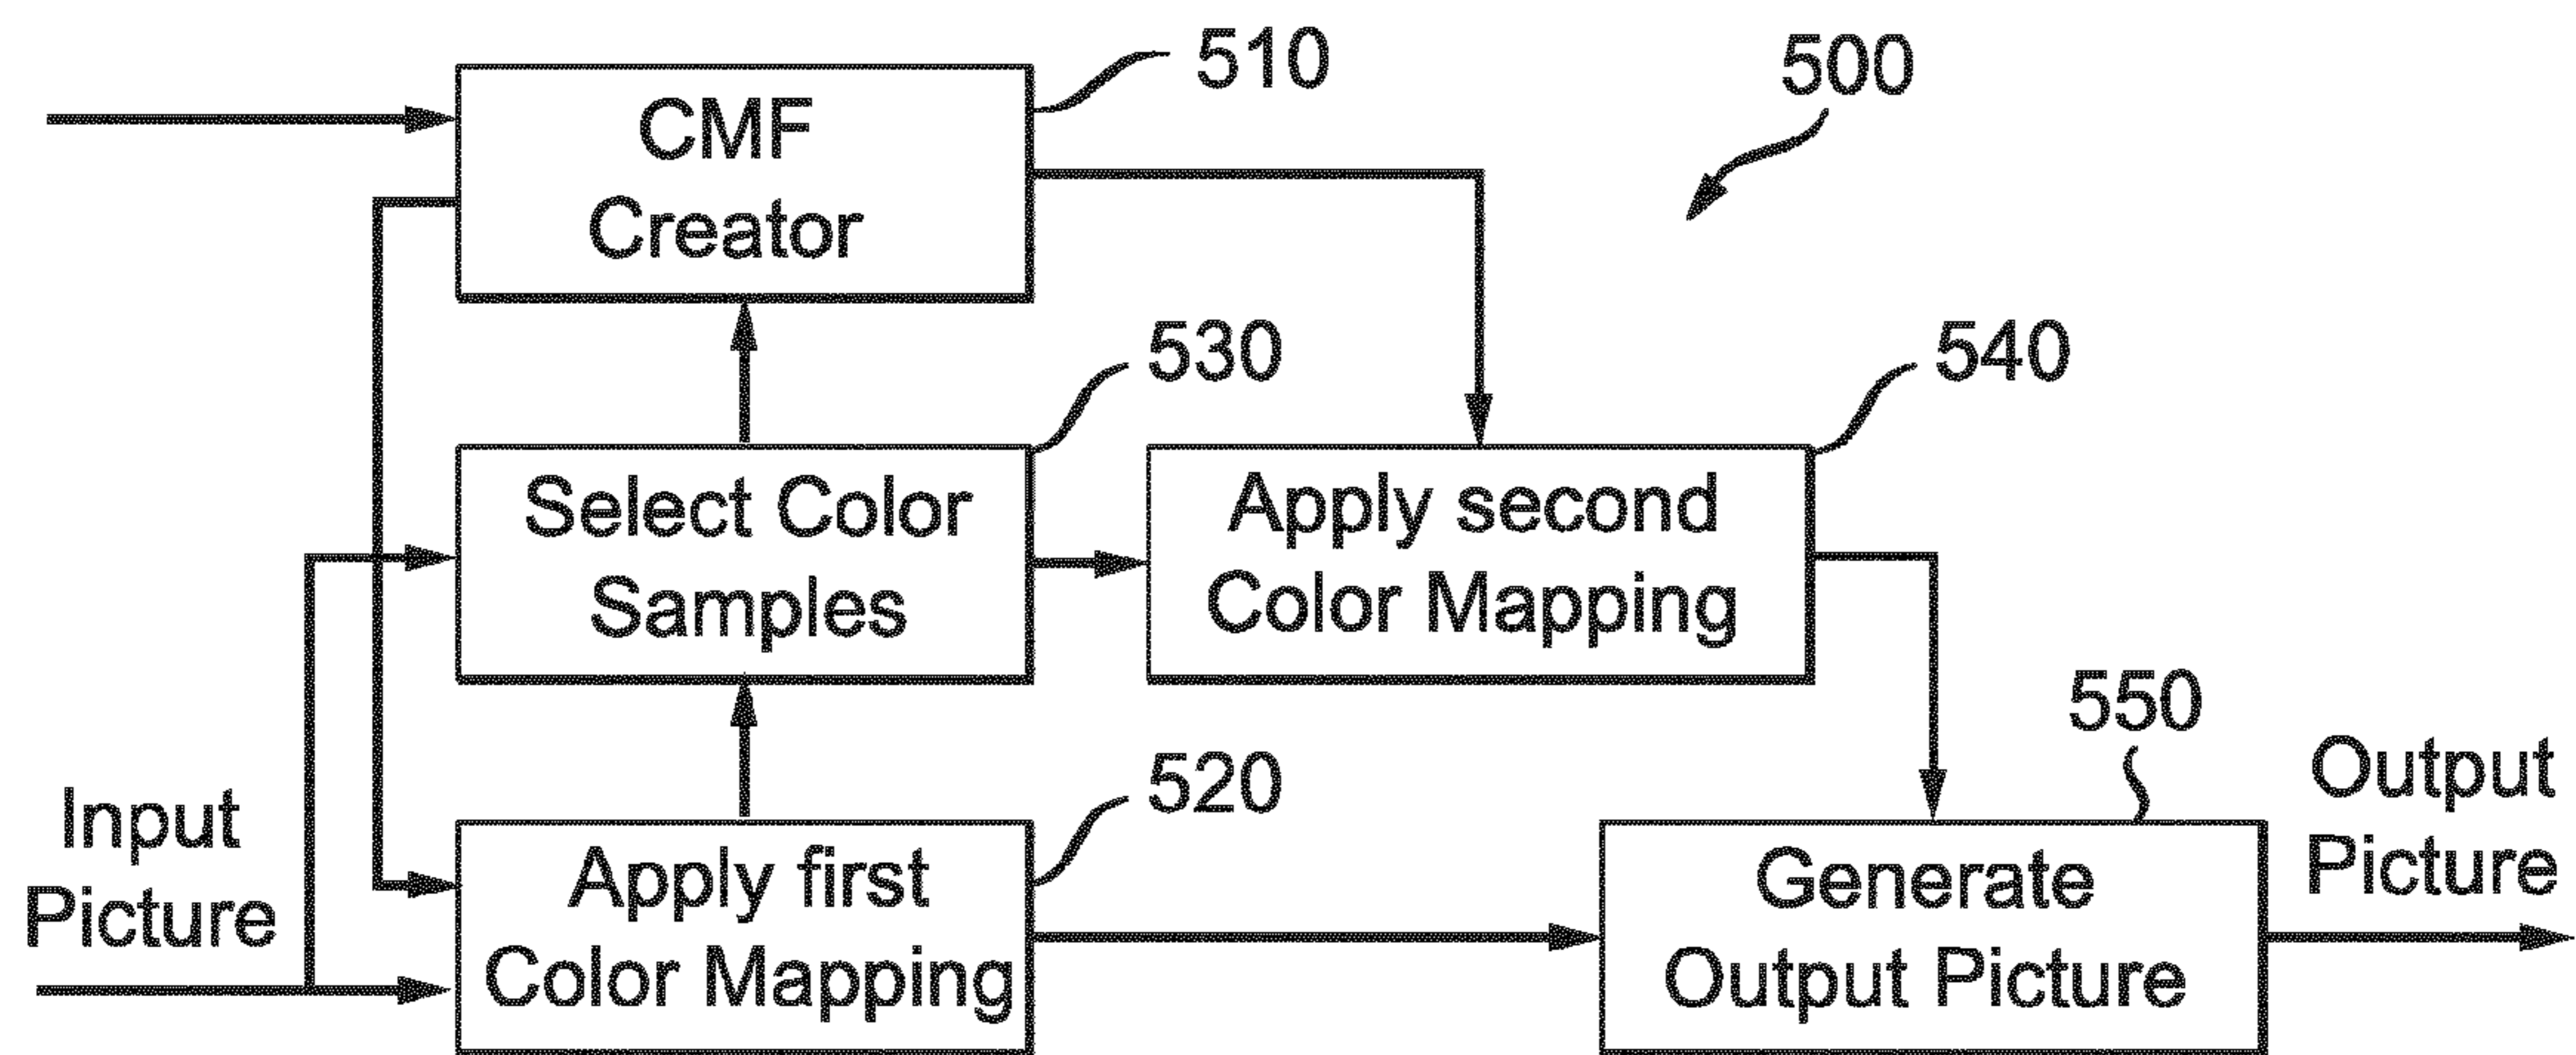 510
500
CMF
Creator
530
540
Select Color
Samples
Apply second
Color Mapping
550
Input
Picture
520
Output
Picture
Apply first
Color Mapping
Generate
Output Picture